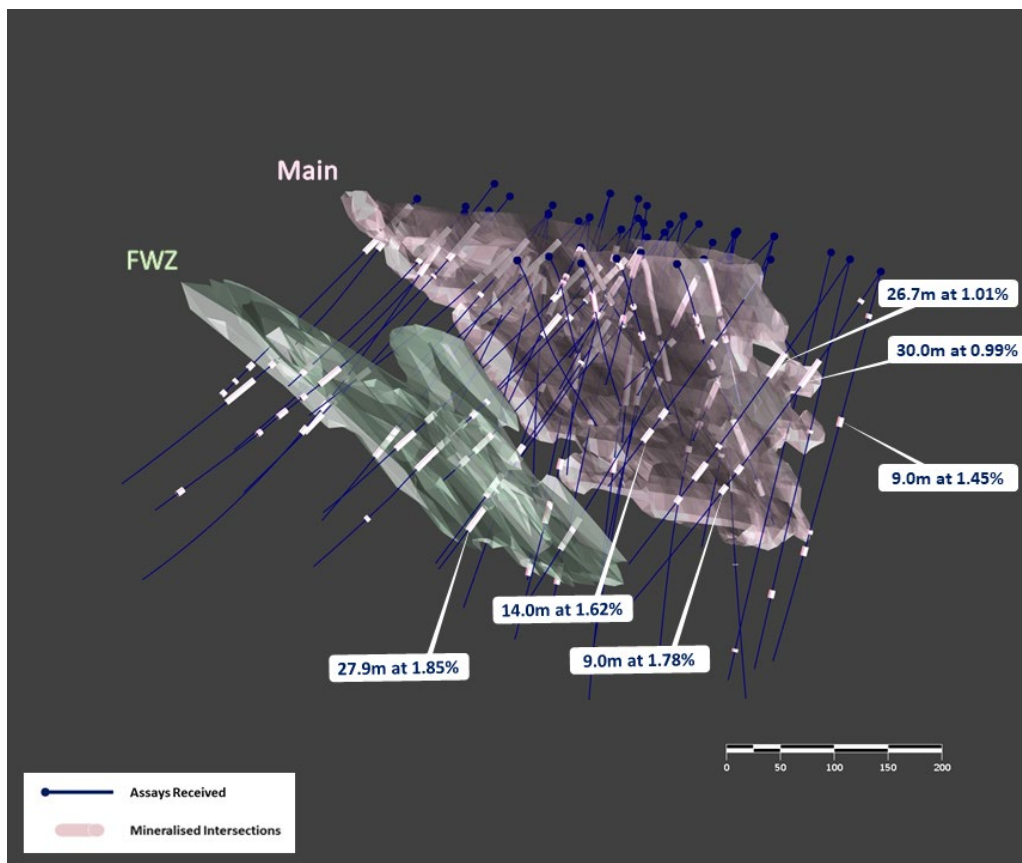 Main
FWZ
26.7m at 1.01%
30.0m at 0.99%
9.0m at 1.45%
14.0m at 1.62%
27.9m at 1.85%
9.0m at 1.78%
0 50 100 150 200
Assays Received
Mineralised Intersections